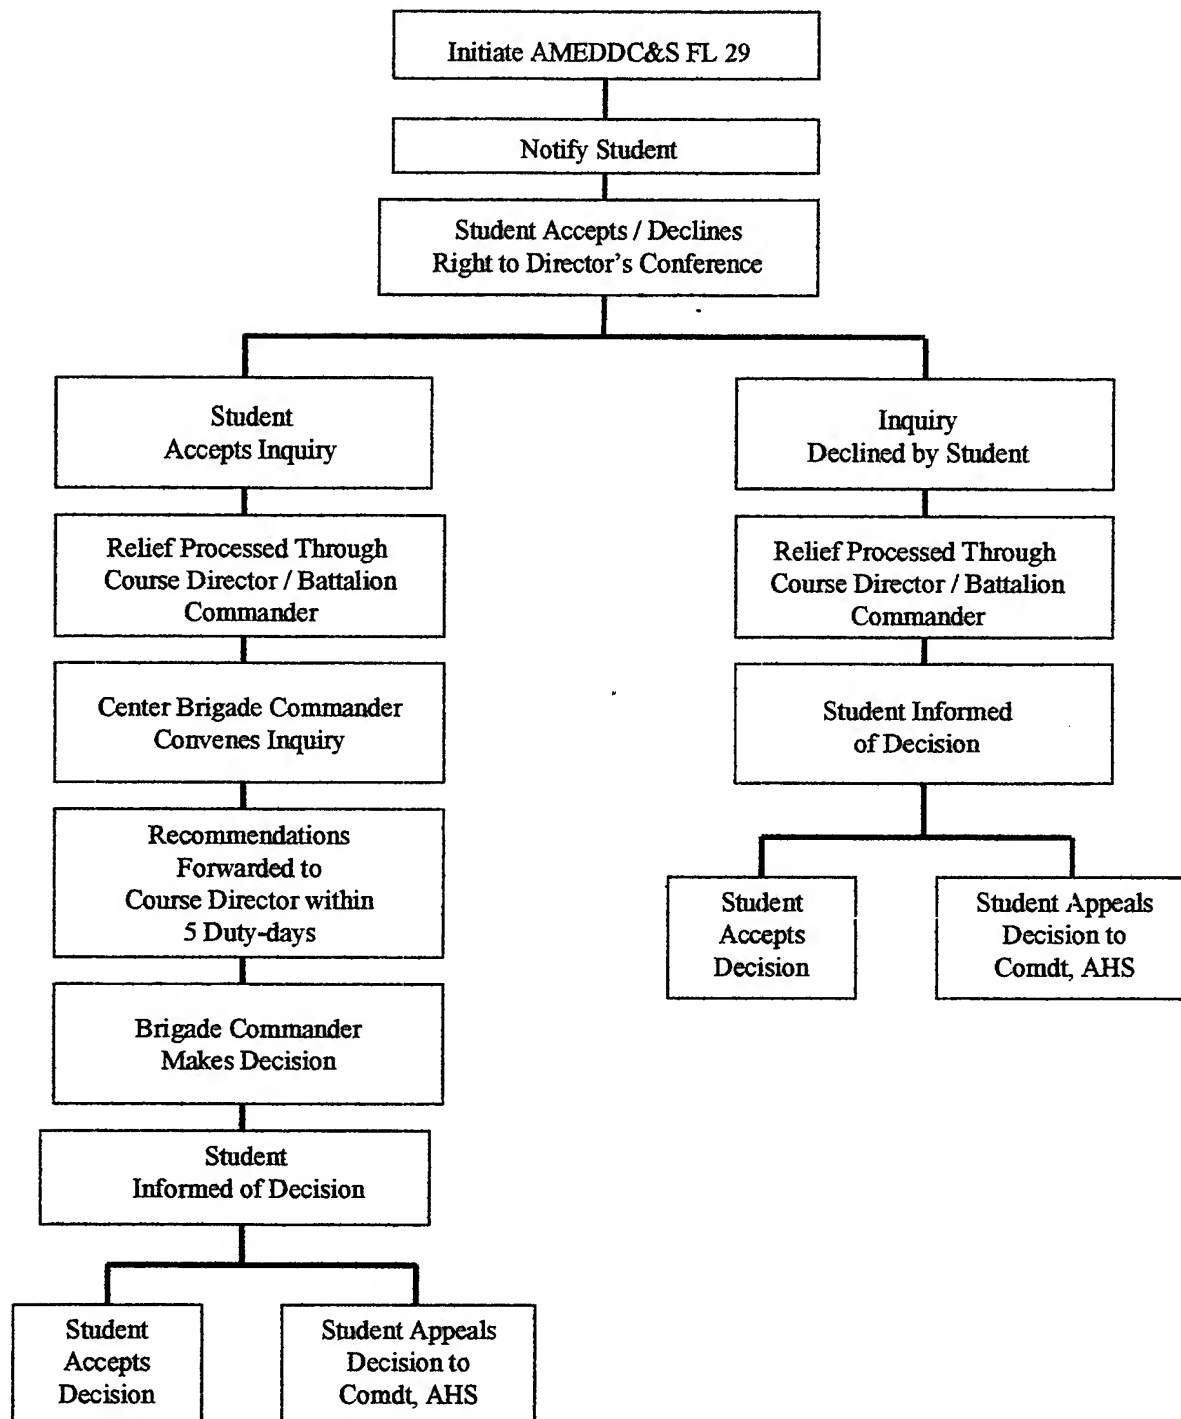 Initiate AMEDDC&S FL 29
Notify Student
Student Accepts / Declines
Right to Director's Conference
Student
Accepts Inquiry
Relief Processed Through
Course Director / Battalion
Commander
Center Brigade Commander
Convenes Inquiry
Recommendations
Forwarded to
Course Director within
5 Duty-days
Brigade Commander
Makes Decision
Student
Informed of Decision
Student
Accepts
Decision
Student Appeals
Decision to
Comdt, AHS
Inquiry
Declined by Student
Relief Processed Through
Course Director / Battalion
Commander
Student Informed
of Decision
Student
Accepts
Decision
Student Appeals
Decision to
Comdt, AHS